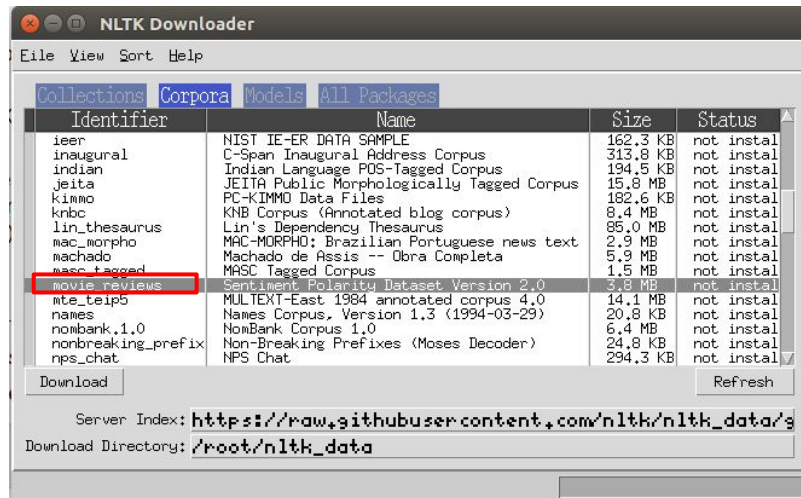 NLTK Downloader
File View Sort Help
Collections Corpora Models All Packages
Identifier Name Size Status
ieer NIST IE-ER DATA SAMPLE 162.3 KB not instal
inaugural C-Span Inaugural Address Corpus 313.8 KB not instal
indian Indian Language POS-Tagged Corpus 194.5 KB not instal
jeita JEITA Public Morphologically Tagged Corpus 15.8 MB not instal
kimmo PC-KIMMO Data Files 182.6 KB not instal
knbc KNB Corpus (Annotated blog corpus) 8.4 MB not instal
lin_thesaurus Lin's Dependency Thesaurus 85.0 MB not instal
mac_morpho MAC-MORPHO: Brazilian Portuguese news text 2.9 MB not instal
machado Machado de Assis -- Obra Completa 5.9 MB not instal
masc_tagged MASC Tagged Corpus 1.5 MB not instal
movie_reviews Sentiment Polarity Dataset Version 2.0 3.8 MB not instal
mte_teip5 MULTEXT-East 1984 annotated corpus 4.0 14.1 MB not instal
names Names Corpus, Version 1.3 (1994-03-29) 20.8 KB not instal
nombank.1.0 NomBank Corpus 1.0 6.4 MB not instal
nonbreaking_prefix Non-Breaking Prefixes (Moses Decoder) 24.8 KB not instal
nps_chat NPS Chat 294.3 KB not instal
Download Refresh
Server Index: https://raw.githubusercontent.com/nltk/nltk_data/g
Download Directory: /root/nltk_data